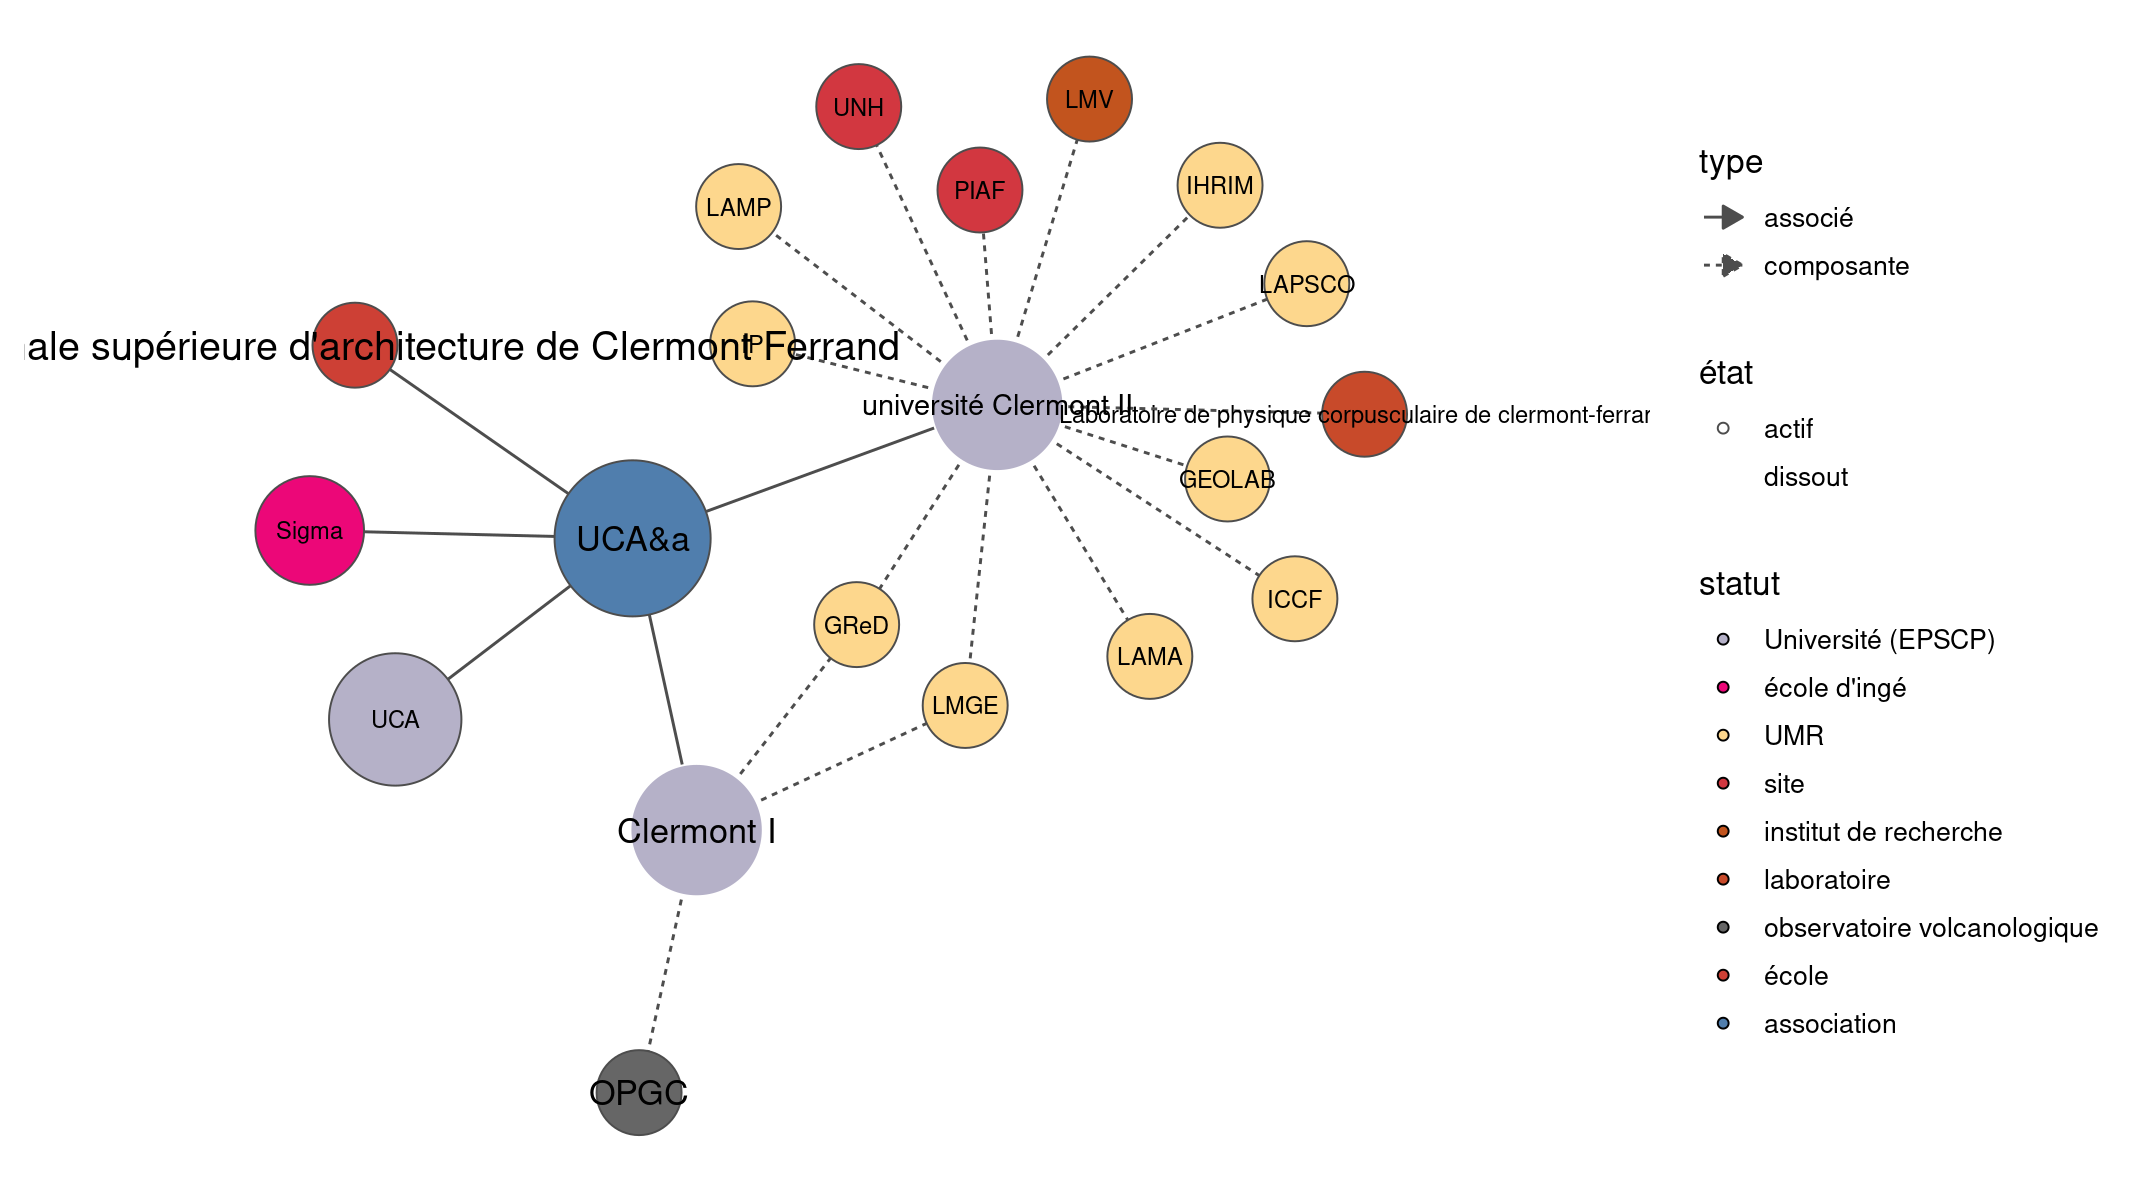 UNH
LMV
PIAF
IHRIM
LAMP
LAPSCO
ale supérieure d'architecture de Clermont Ferrand
IP
université Clermont II
Laboratoire de physique corpusculaire de clermont-ferrar
GEOLAB
Sigma
UCA&a
ICCF
GReD
LAMA
LMGE
UCA
Clermont I
OPGC
type
associé
composante
état
actif
dissout
statut
Université (EPSCP)
école d'ingé
UMR
site
institut de recherche
laboratoire
observatoire volcanologique
école
association